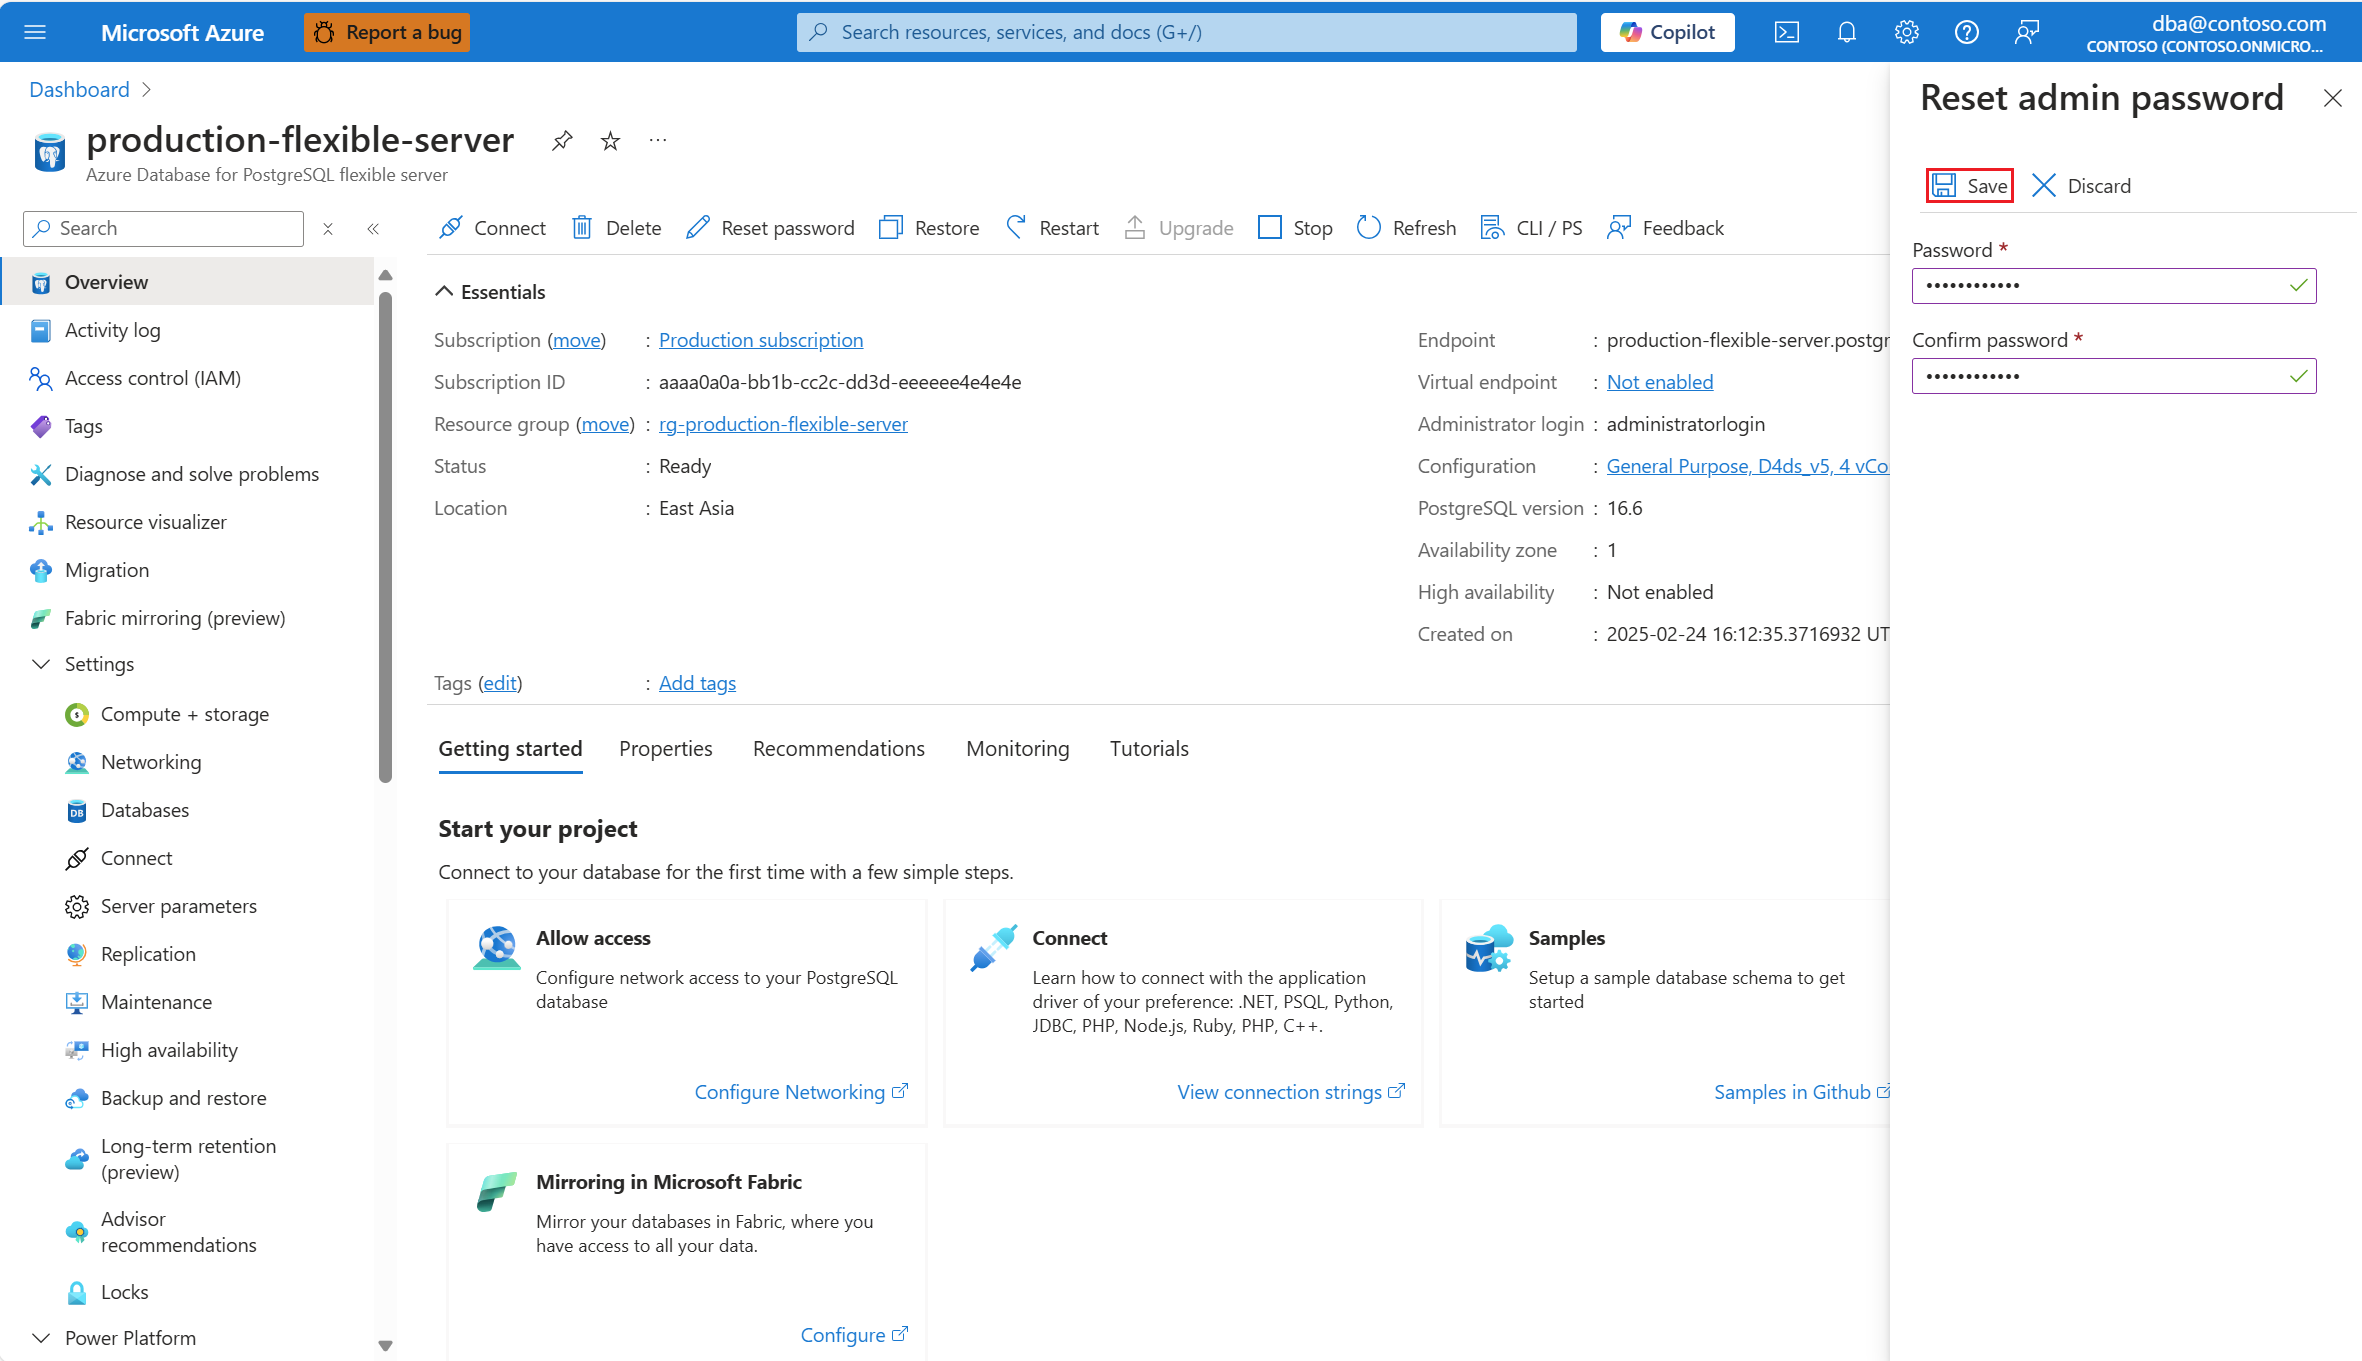 Microsoft Azure
Report a bug
Search resources, services, and docs (G+/)
Copilot
dba@contoso.com
CONTOSO (CONTOSO.ONMICRO...
Dashboard
production-flexible-server
Azure Database for PostgreSQL flexible server
Search
Connect Delete Reset password Restore Restart Upgrade Stop Refresh CLI / PS Feedback
Overview
Activity log
Access control (IAM)
Tags
Diagnose and solve problems
Resource visualizer
Migration
Fabric mirroring (preview)
Settings
Compute + storage
Networking
Databases
Connect
Server parameters
Replication
Maintenance
High availability
Backup and restore
Long-term retention
(preview)
Advisor
recommendations
Locks
Power Platform
Essentials
Subscription (move) : Production subscription
Subscription ID : aaaa0a0a-bb1b-cc2c-dd3d-eeeeee4e4e4e
Resource group (move) : rg-production-flexible-server
Status : Ready
Location : East Asia
Endpoint : production-flexible-server.postgr
Virtual endpoint : Not enabled
Administrator login : administratorlogin
Configuration : General Purpose, D4ds_v5, 4 vCo
PostgreSQL version : 16.6
Availability zone : 1
High availability : Not enabled
Created on : 2025-02-24 16:12:35.3716932 UT
Tags (edit) : Add tags
Getting started Properties Recommendations Monitoring Tutorials
Start your project
Connect to your database for the first time with a few simple steps.
Allow access
Configure network access to your PostgreSQL
database
Configure Networking
Connect
Learn how to connect with the application
driver of your preference: .NET, PSQL, Python,
JDBC, PHP, Node.js, Ruby, PHP, C++.
View connection strings
Samples
Setup a sample database schema to get
started
Samples in Github
Mirroring in Microsoft Fabric
Mirror your databases in Fabric, where you
have access to all your data.
Configure
Reset admin password
Save Discard
Password *
••••••••••••
Confirm password *
••••••••••••